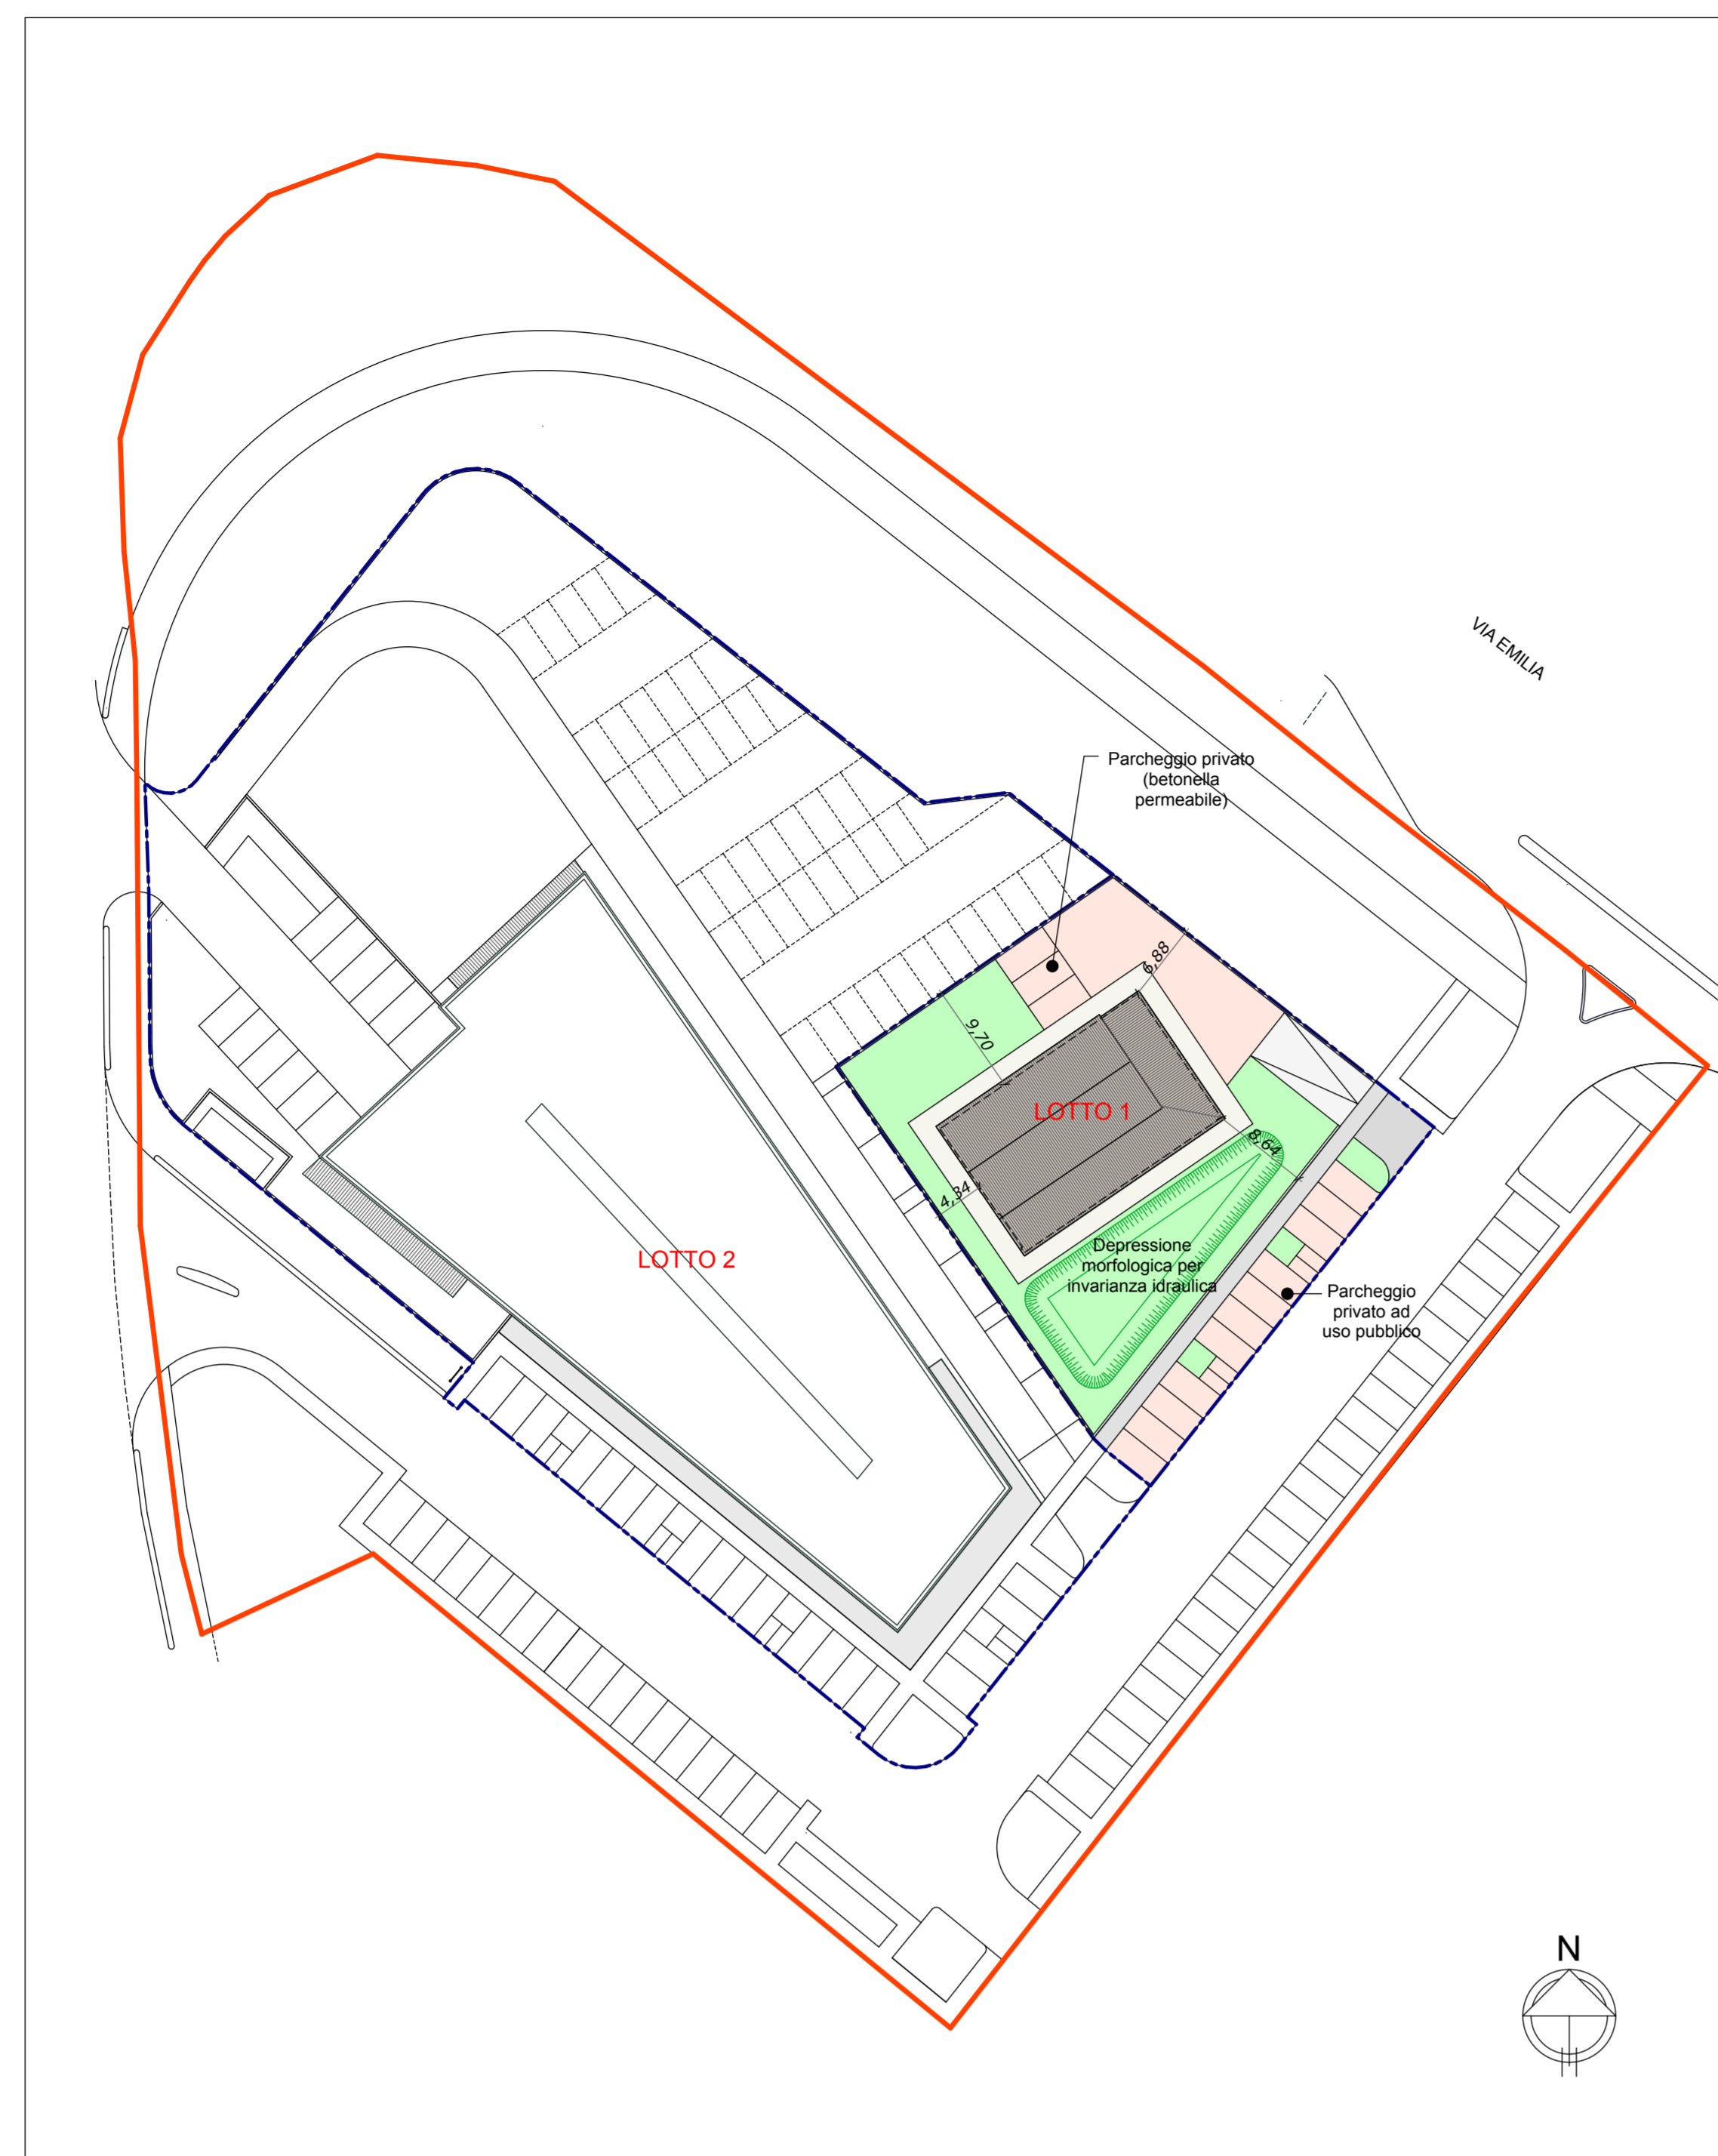 VIA EMILIA
Parcheggio privato
(betonella
permeabile)
6,88
9,70
LOTTO 1
8,64
4,34
Depressione
morfologica per
invarianza idraulica
LOTTO 2
Parcheggio
privato ad
uso pubblico
N